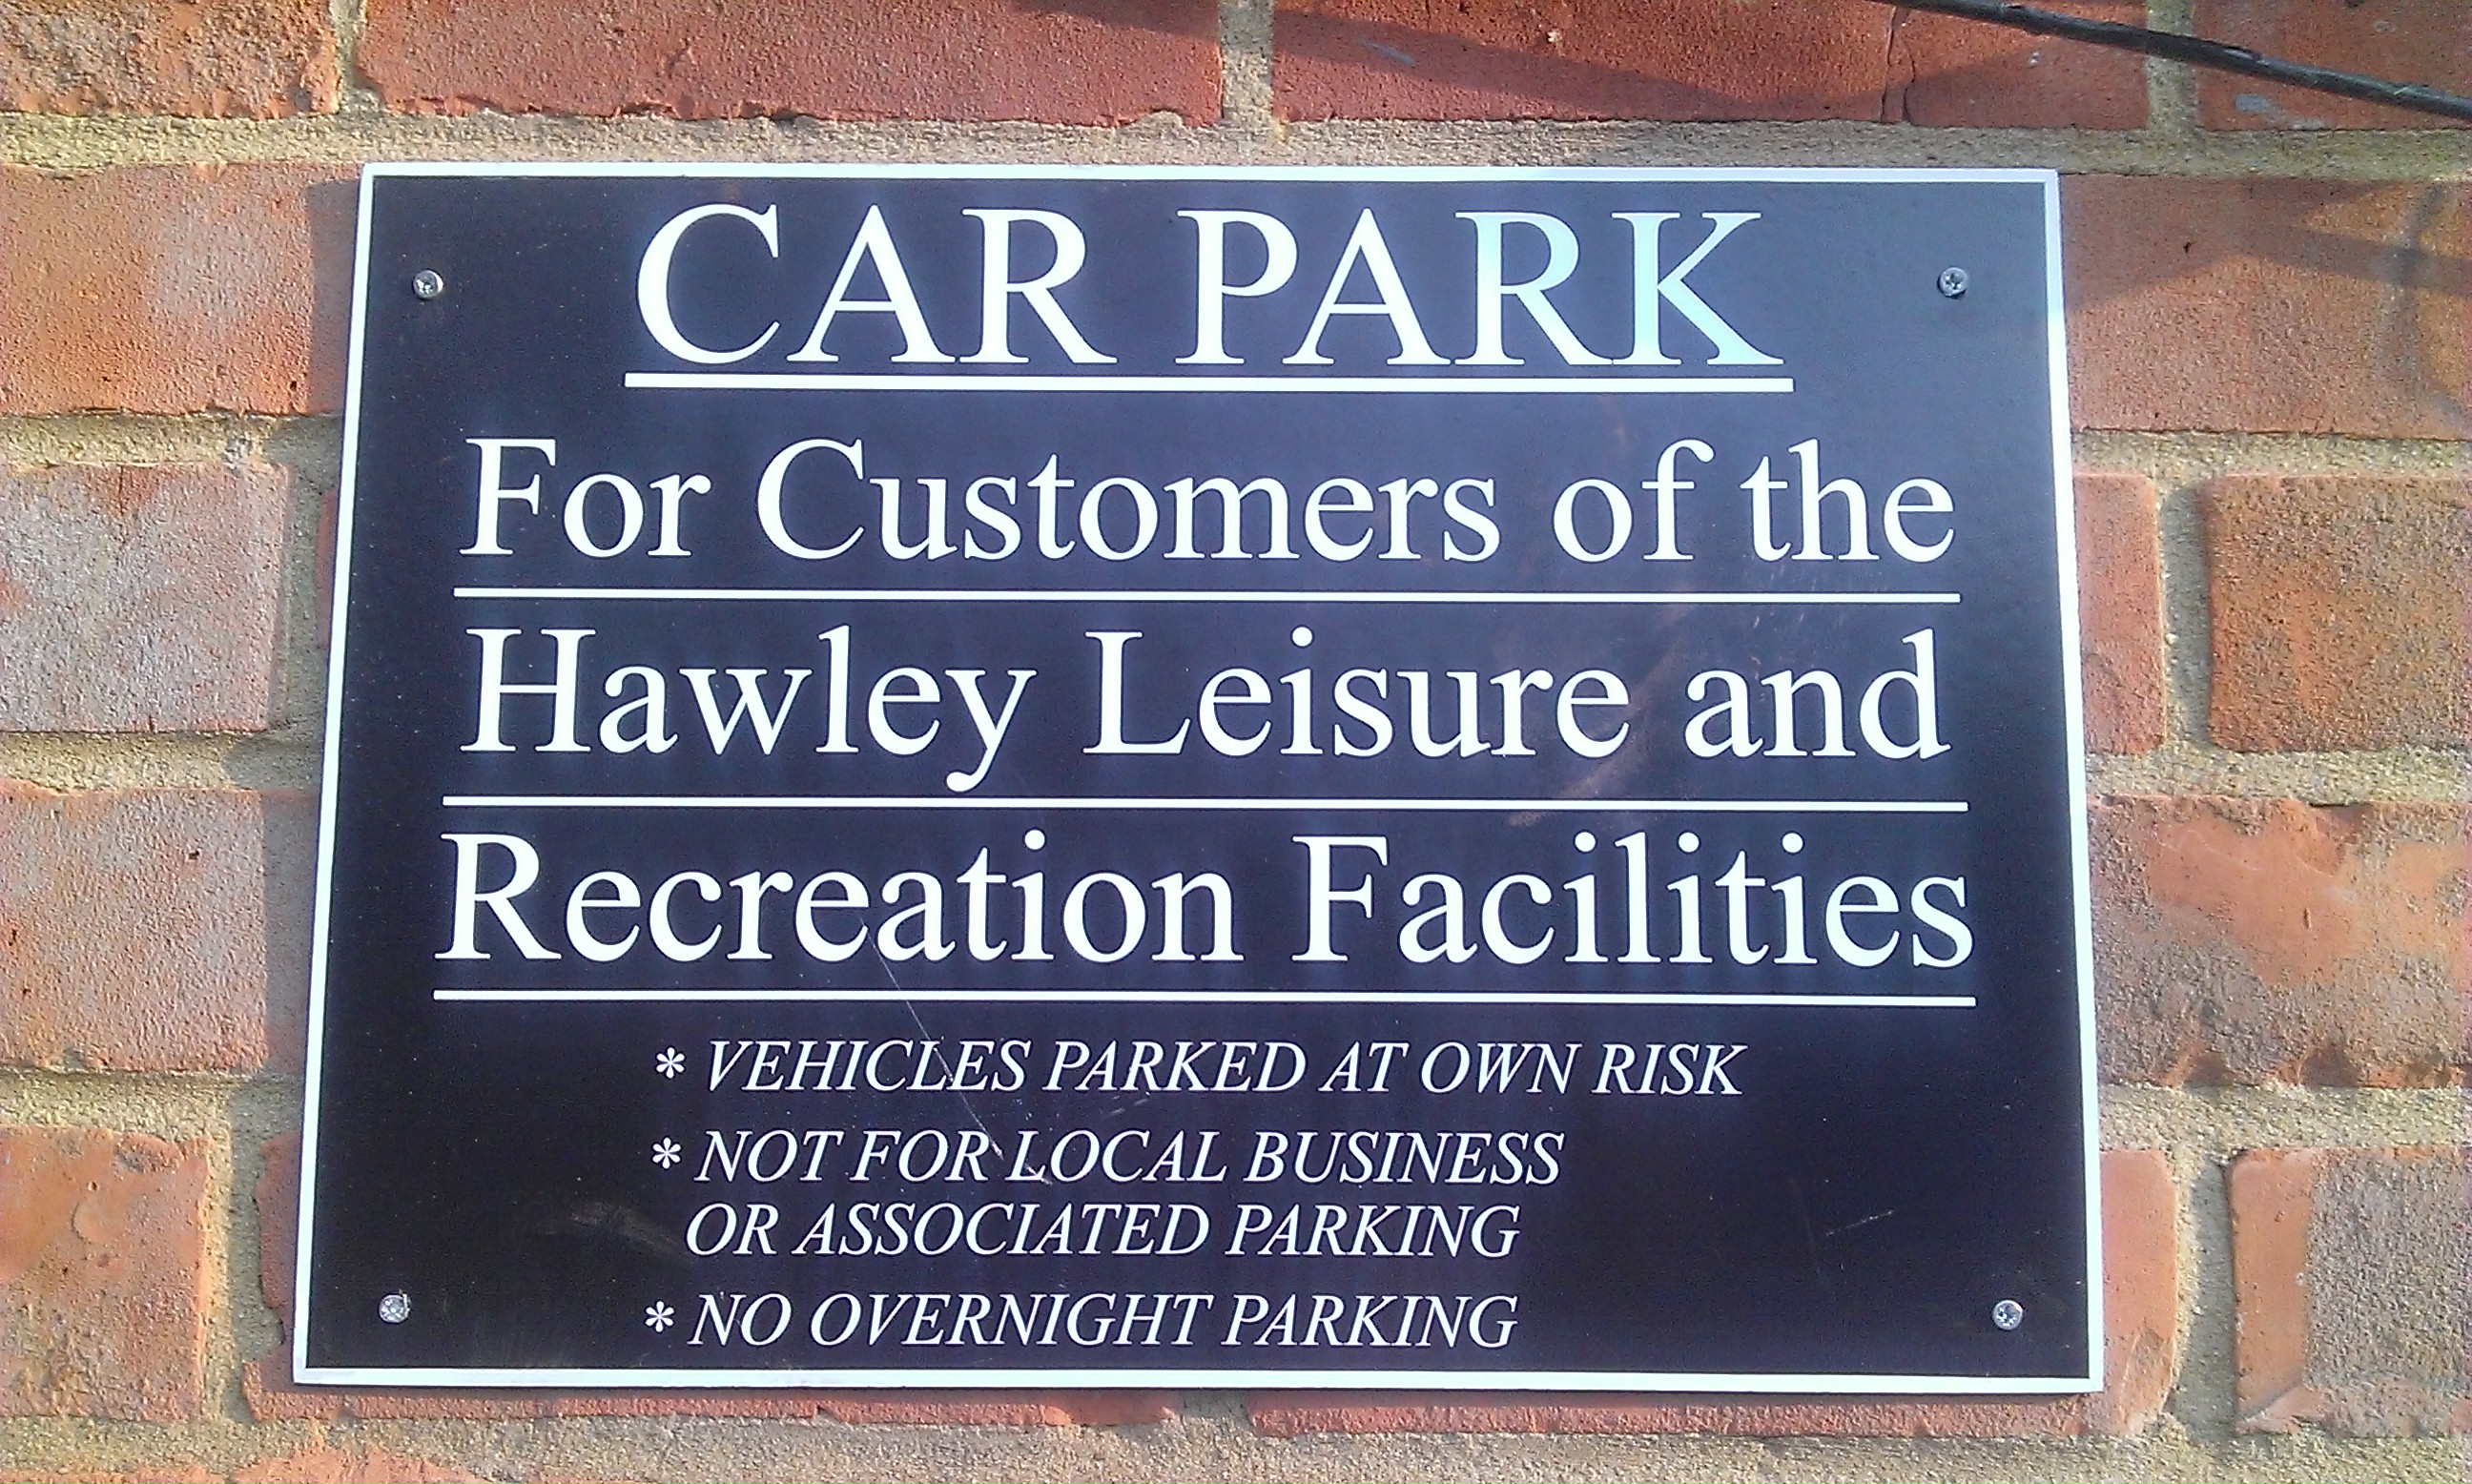 CAR PARK
For Customers of the
Hawley Leisure and
Recreation Facilities
* VEHICLES PARKED AT OWN RISK
* NOT FOR LOCAL BUSINESS
OR ASSOCIATED PARKING
* NO OVERNIGHT PARKING